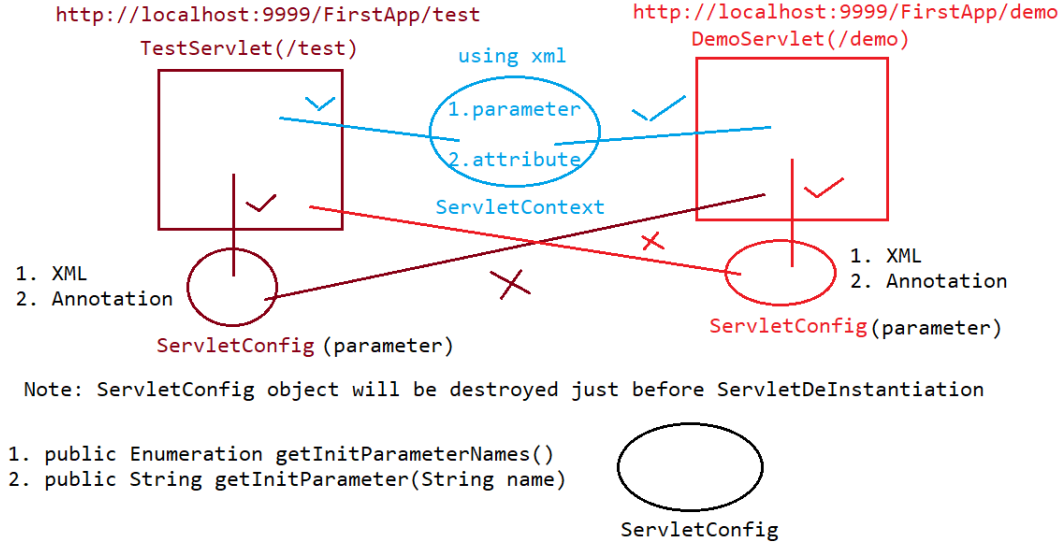 http://localhost:9999/FirstApp/test
http://localhost:9999/FirstApp/demo
TestServlet(/test)
DemoServlet(/demo)
using xml
1.parameter
2.attribute
ServletContext
1. XML
2. Annotation
1. XML
2. Annotation
ServletConfig (parameter)
ServletConfig(parameter)
Note: ServletConfig object will be destroyed just before ServletDeInstantiation
1. public Enumeration getInitParameterNames()
2. public String getInitParameter(String name)
ServletConfig